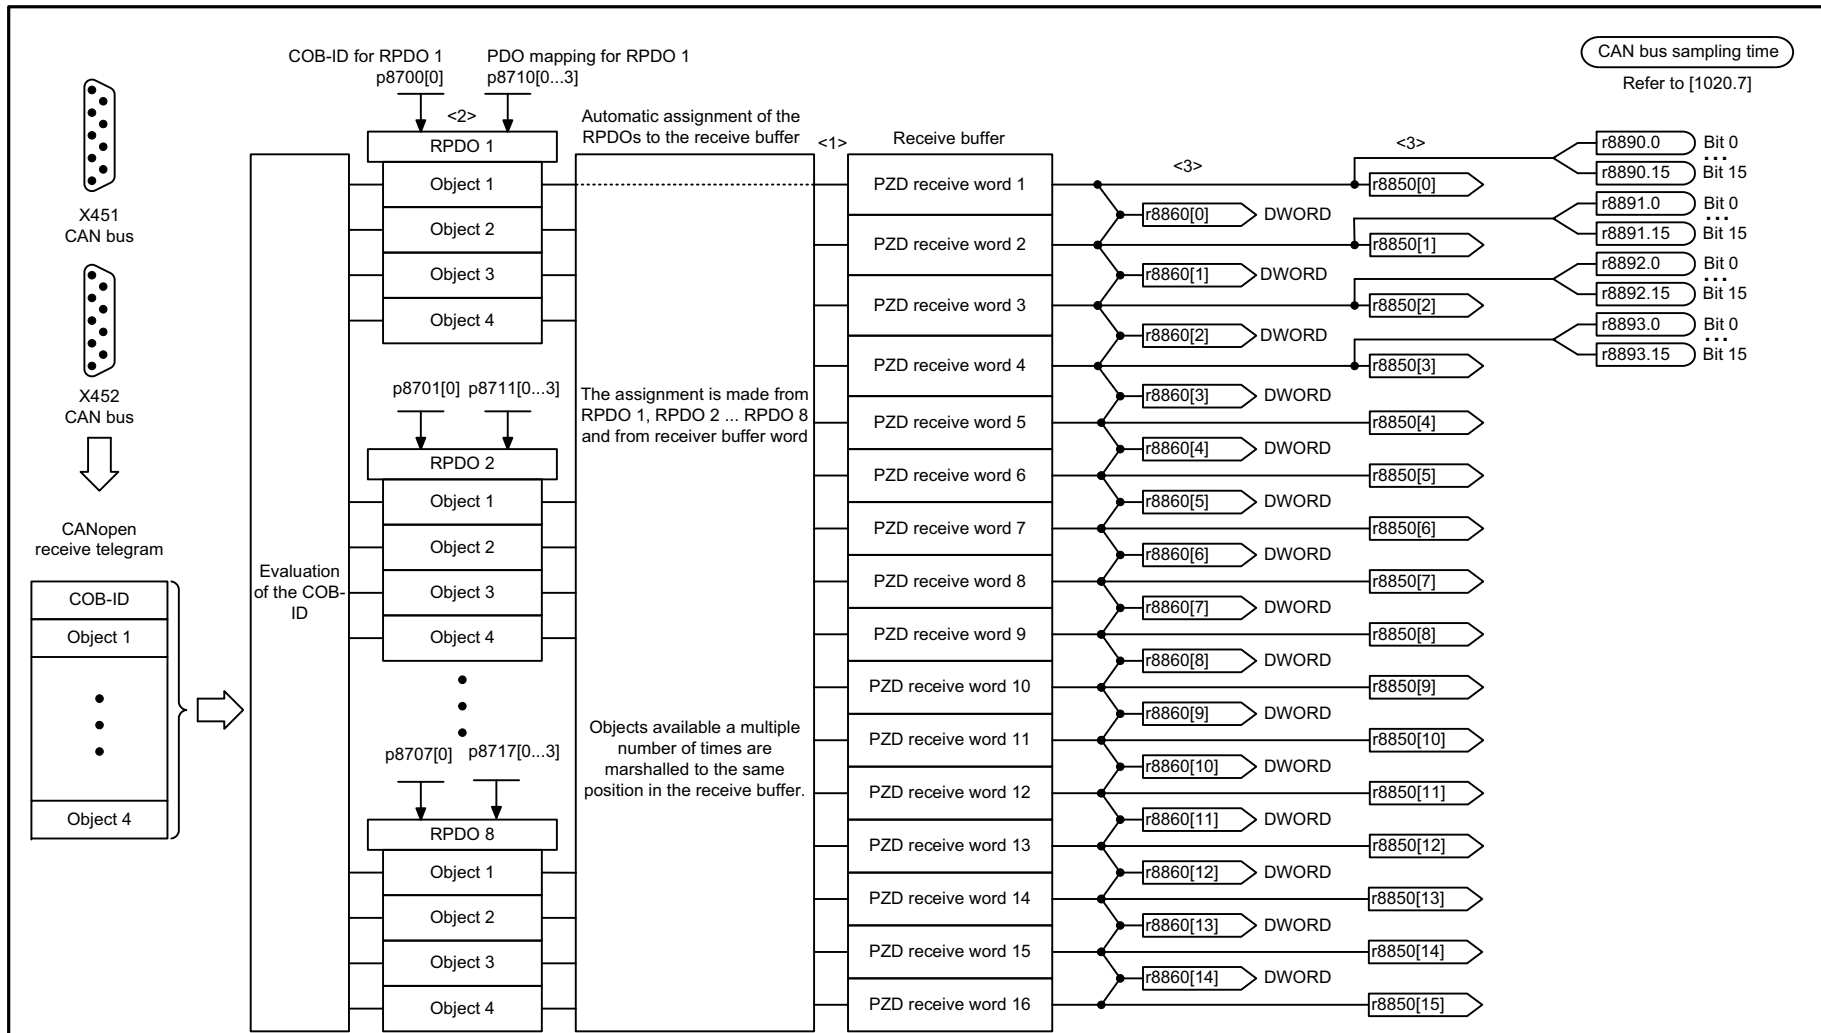 COB-ID for RPDO 1
p8700[0]
PDO mapping for RPDO 1
p8710[0...3]
CAN bus sampling time
Refer to [1020.7]
X451
CAN bus
X452
CAN bus
CANopen
receive telegram
COB-ID
Object 1
Object 4
Evaluation
of the COB-
ID
<2>
RPDO 1
Object 1
Object 2
Object 3
Object 4
p8701[0]
p8711[0...3]
RPDO 2
Object 1
Object 2
Object 3
Object 4
p8707[0]
p8717[0...3]
RPDO 8
Object 1
Object 2
Object 3
Object 4
Automatic assignment of the
RPDOs to the receive buffer
The assignment is made from
RPDO 1, RPDO 2 ... RPDO 8
and from receiver buffer word
Objects available a multiple
number of times are
marshalled to the same
position in the receive buffer.
<1>
Receive buffer
PZD receive word 1
PZD receive word 2
PZD receive word 3
PZD receive word 4
PZD receive word 5
PZD receive word 6
PZD receive word 7
PZD receive word 8
PZD receive word 9
PZD receive word 10
PZD receive word 11
PZD receive word 12
PZD receive word 13
PZD receive word 14
PZD receive word 15
PZD receive word 16
<3>
r8860[0] DWORD
r8860[1] DWORD
r8860[2] DWORD
r8860[3] DWORD
r8860[4] DWORD
r8860[5] DWORD
r8860[6] DWORD
r8860[7] DWORD
r8860[8] DWORD
r8860[9] DWORD
r8860[10] DWORD
r8860[11] DWORD
r8860[12] DWORD
r8860[13] DWORD
r8860[14] DWORD
<3>
r8850[0]
r8850[1]
r8850[2]
r8850[3]
r8850[4]
r8850[5]
r8850[6]
r8850[7]
r8850[8]
r8850[9]
r8850[10]
r8850[11]
r8850[12]
r8850[13]
r8850[14]
r8850[15]
r8890.0 Bit 0
...
r8890.15 Bit 15
r8891.0 Bit 0
...
r8891.15 Bit 15
r8892.0 Bit 0
...
r8892.15 Bit 15
r8893.0 Bit 0
...
r8893.15 Bit 15